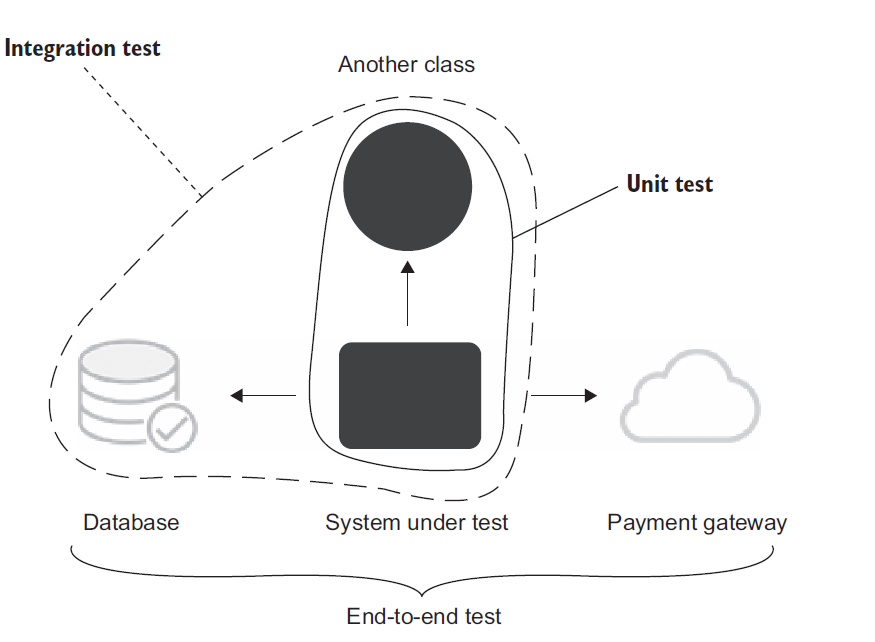 Integration test
Another class
Unit test
Database
System under test
Payment gateway
End-to-end test